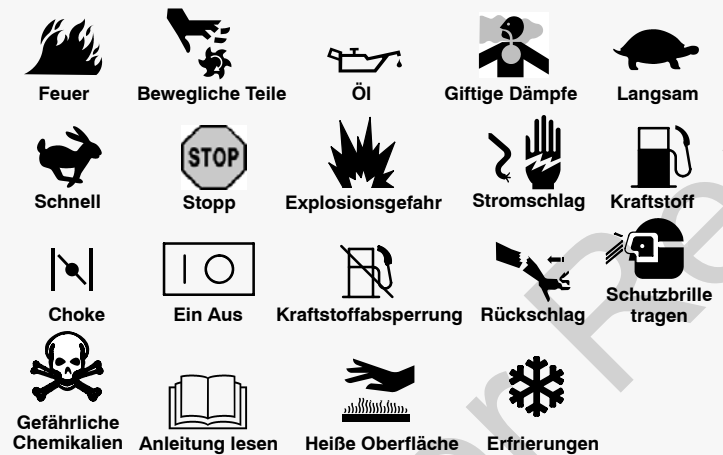 Feuer
Bewegliche Teile
Öl
Giftige Dämpfe
Langsam
Schnell
STOP
Stopp
Explosionsgefahr
Stromschlag
Kraftstoff
Choke
Ein Aus
Kraftstoffabsperrung
Rückschlag
Schutzbrille
tragen
Gefährliche
Chemikalien
Anleitung lesen
Heiße Oberfläche
Erfrierungen